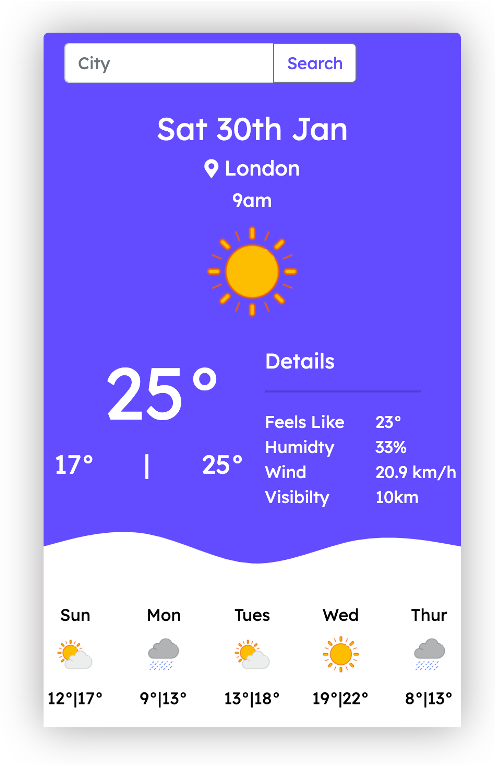 City Search
Sat 30th Jan
London
9am
25°
17° | 25°
Details
Feels Like 23°
Humidty 33%
Wind 20.9 km/h
Visibilty 10km
Sun Mon Tues Wed Thur
12°|17° 9°|13° 13°|18° 19°|22° 8°|13°